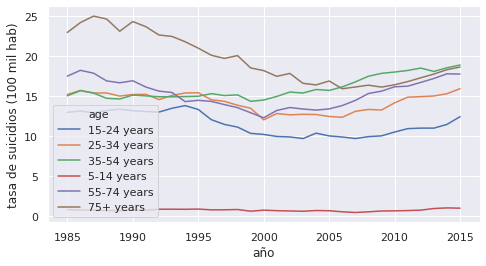 tasa de suicidios (100 mil hab)
25
20
15
10
5
0
age
15-24 years
25-34 years
35-54 years
5-14 years
55-74 years
75+ years
1985 1990 1995 2000 2005 2010 2015
año